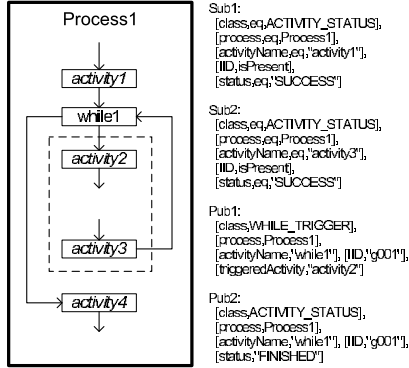 Process1
activity1
while1
activity2
activity3
activity4
Sub1:
[class,eq,ACTIVITY_STATUS],
[process,eq,Process1],
[activityName,eq,"activity1"],
[IID,isPresent],
[status,eq,"SUCCESS"]
Sub2:
[class,eq,ACTIVITY_STATUS],
[process,eq,Process1],
[activityName,eq,"activity3"],
[IID,isPresent],
[status,eq,"SUCCESS"]
Pub1:
[class,WHILE_TRIGGER],
[process,Process1],
[activityName,"while1"], [IID,"g001"],
[triggeredActivity,"activity2"]
Pub2:
[class,ACTIVITY_STATUS],
[process,Process1],
[activityName,"while1"], [IID,"g001"],
[status,"FINISHED"]